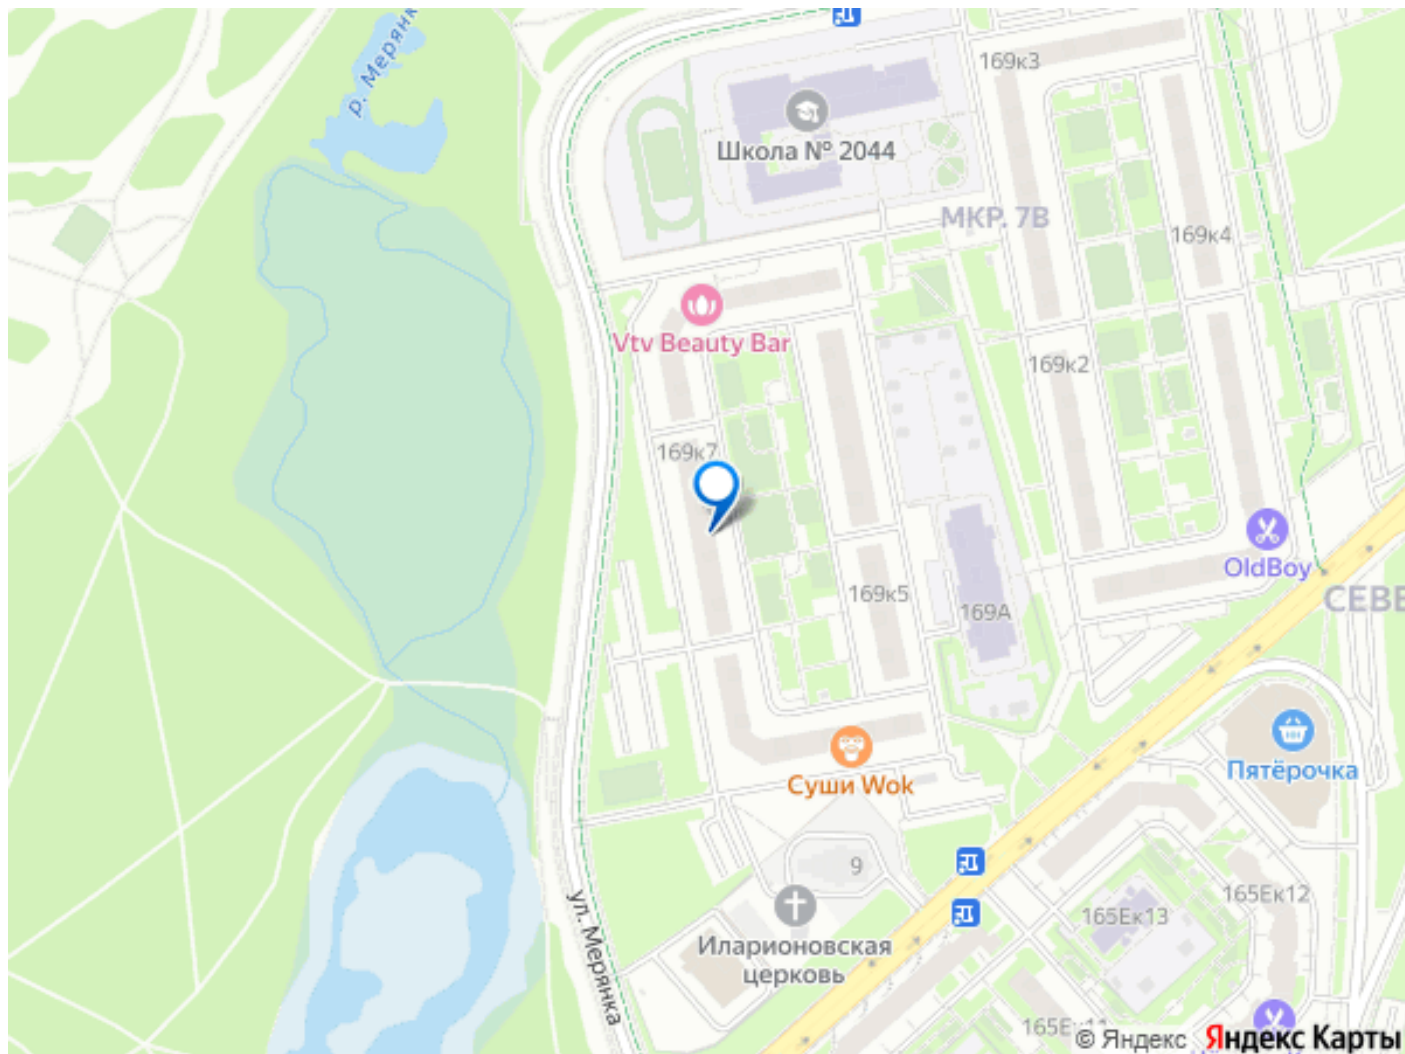 р. Мерянк
169к3
Школа № 2044
МКР. 7В
169к4
Vtv Beauty Bar
169к2
169к7
OldBoy
СЕВЕ
169к5
169А
Пятёрочка
Суши Wok
9
165Ек12
165Ек13
ул. Мерянка
Иларионовская
церковь
© Яндекс Яндекс Карты